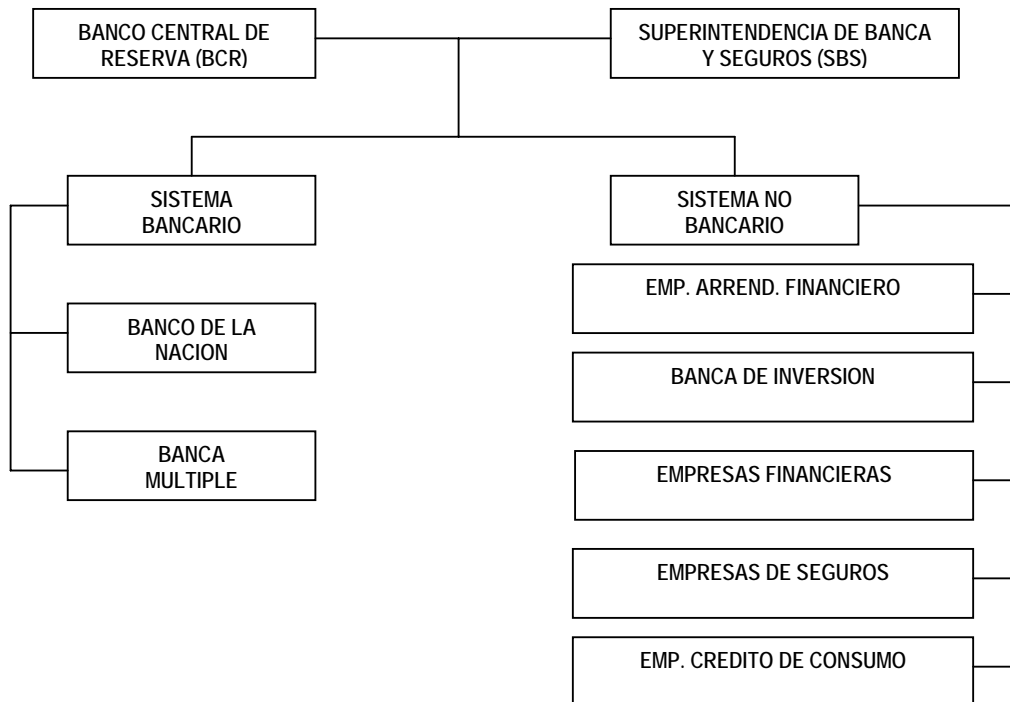 BANCO CENTRAL DE
RESERVA (BCR)
SUPERINTENDENCIA DE BANCA
Y SEGUROS (SBS)
SISTEMA
BANCARIO
SISTEMA NO
BANCARIO
BANCO DE LA
NACION
BANCA
MULTIPLE
EMP. ARREND. FINANCIERO
BANCA DE INVERSION
EMPRESAS FINANCIERAS
EMPRESAS DE SEGUROS
EMP. CREDITO DE CONSUMO